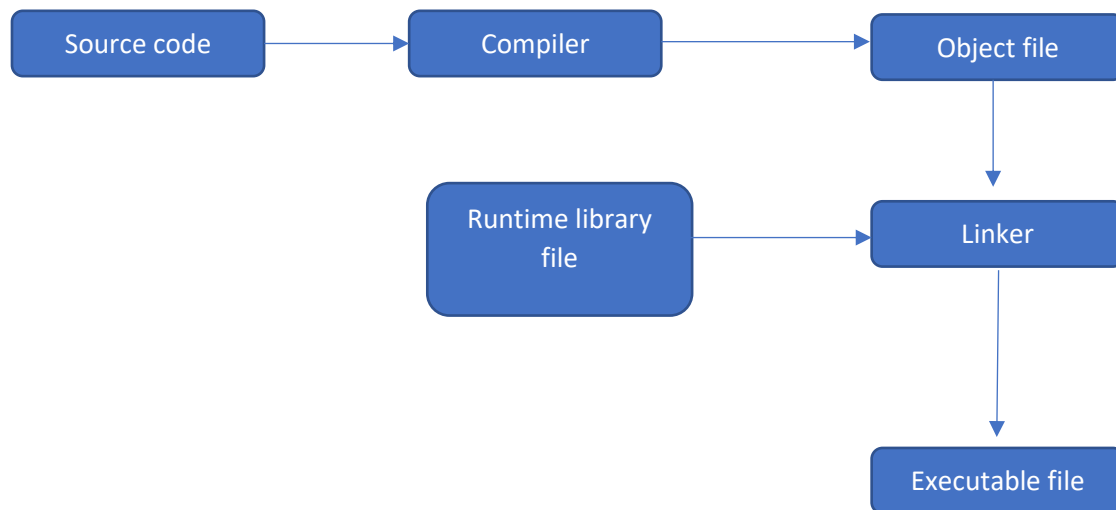 Source code
Compiler
Object file
Runtime library
file
Linker
Executable file